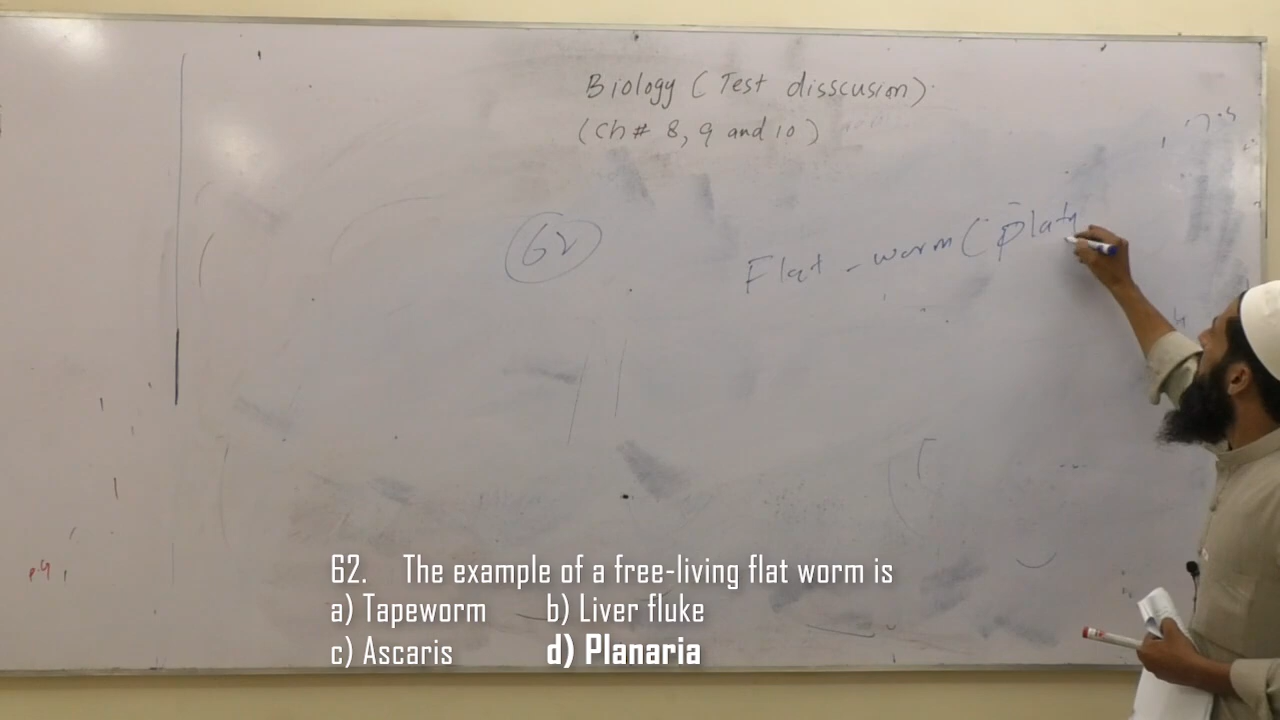 Biology (Test disscusion).
(Ch # 8, 9 and 10)
62
Flat - worm ( Platy
62. The example of a free-living flat worm is
a) Tapeworm b) Liver fluke
c) Ascaris d) Planaria